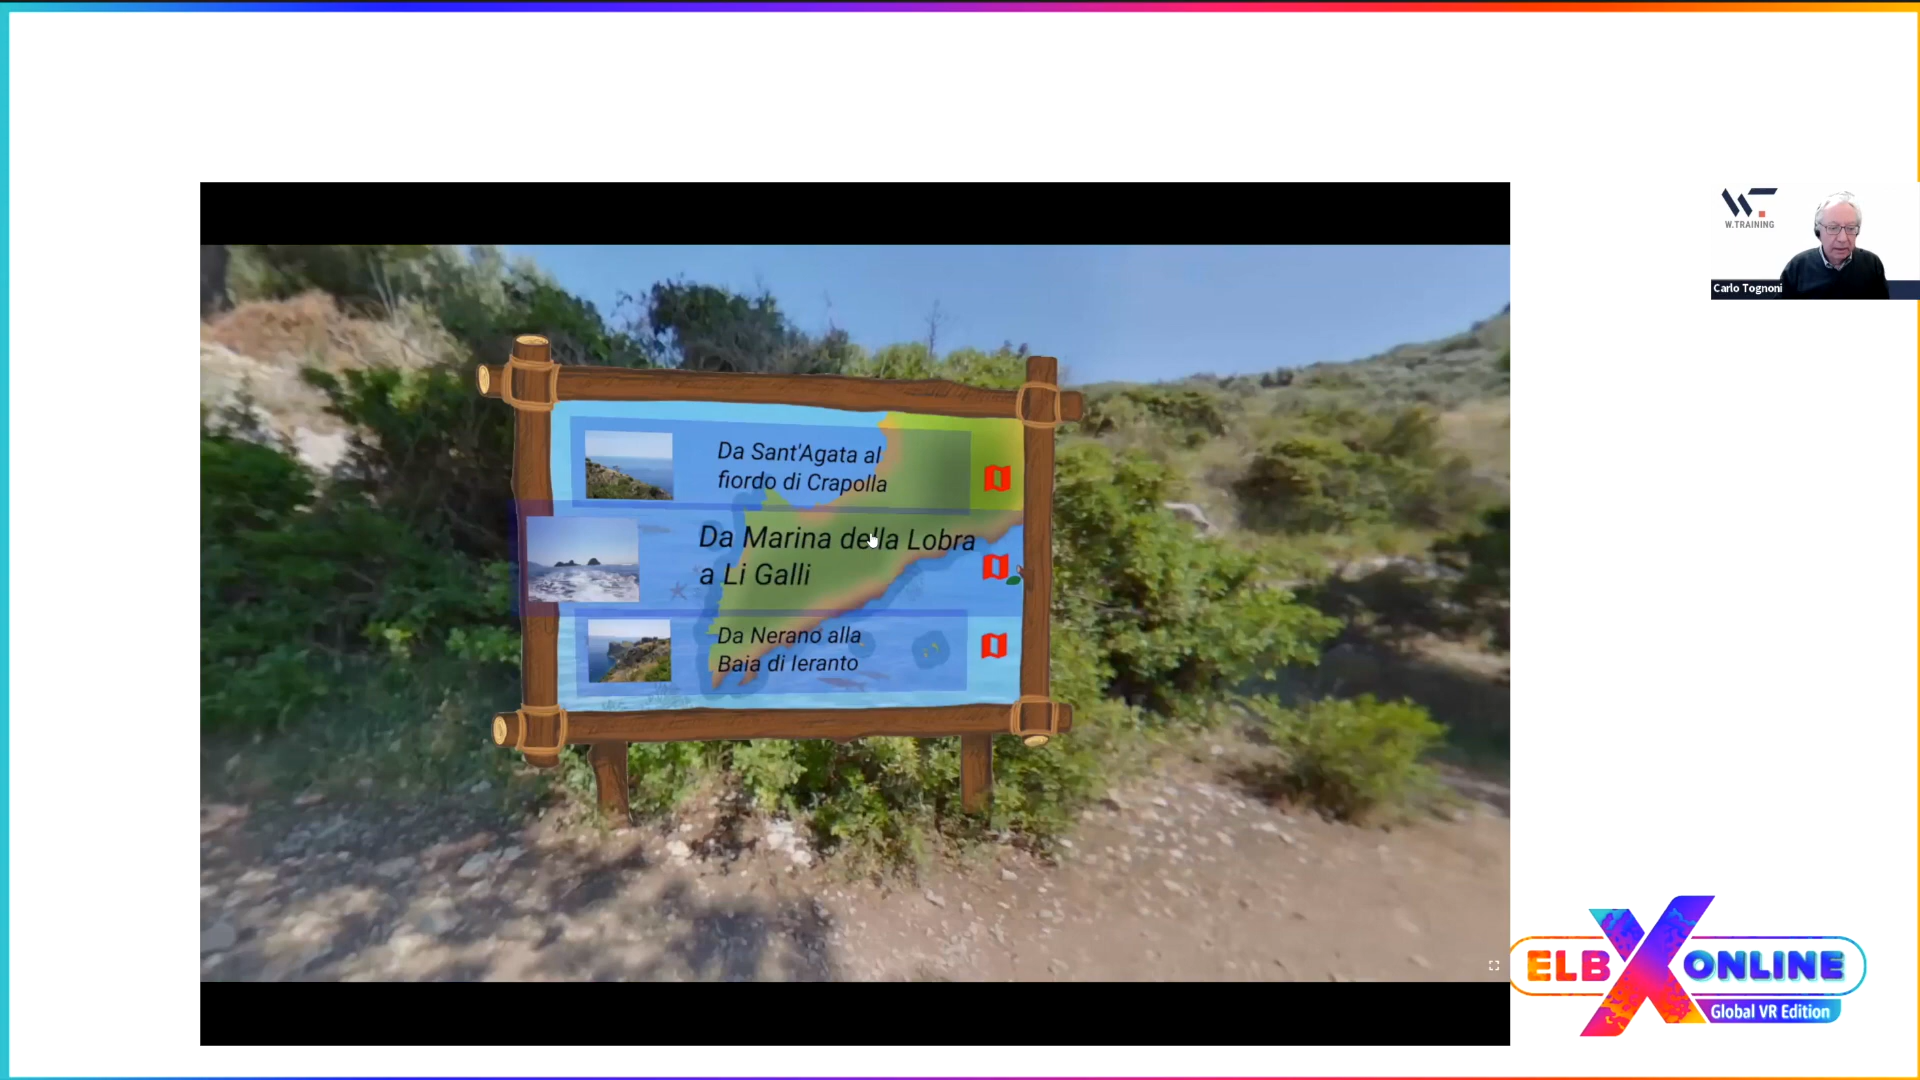 W.TRAINING
Carlo Tognoni
Da Sant'Agata al
fiordo di Crapolla
Da Marina della Lobra
a Li Galli
Da Nerano alla
Baia di Ieranto
ELB X ONLINE
Global VR Edition